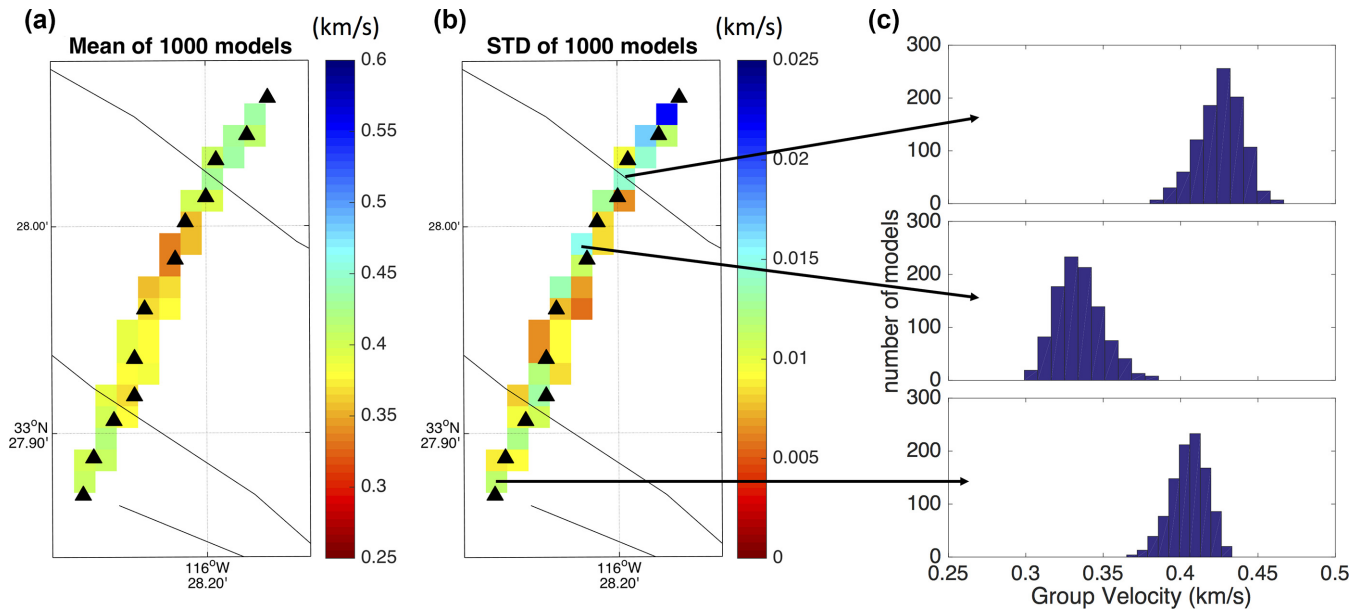 (a)
(km/s)
Mean of 1000 models
0.6
0.55
0.5
0.45
0.4
0.35
0.3
0.25
28.00'
33°N
27.90'
116°W
28.20'
(b)
(km/s)
STD of 1000 models
0.025
0.02
0.015
0.01
0.005
0
28.00'
33°N
27.90'
116°W
28.20'
(c)
300
200
100
0
300
200
100
0
300
200
100
0
number of models
0.25 0.3 0.35 0.4 0.45 0.5
Group Velocity (km/s)